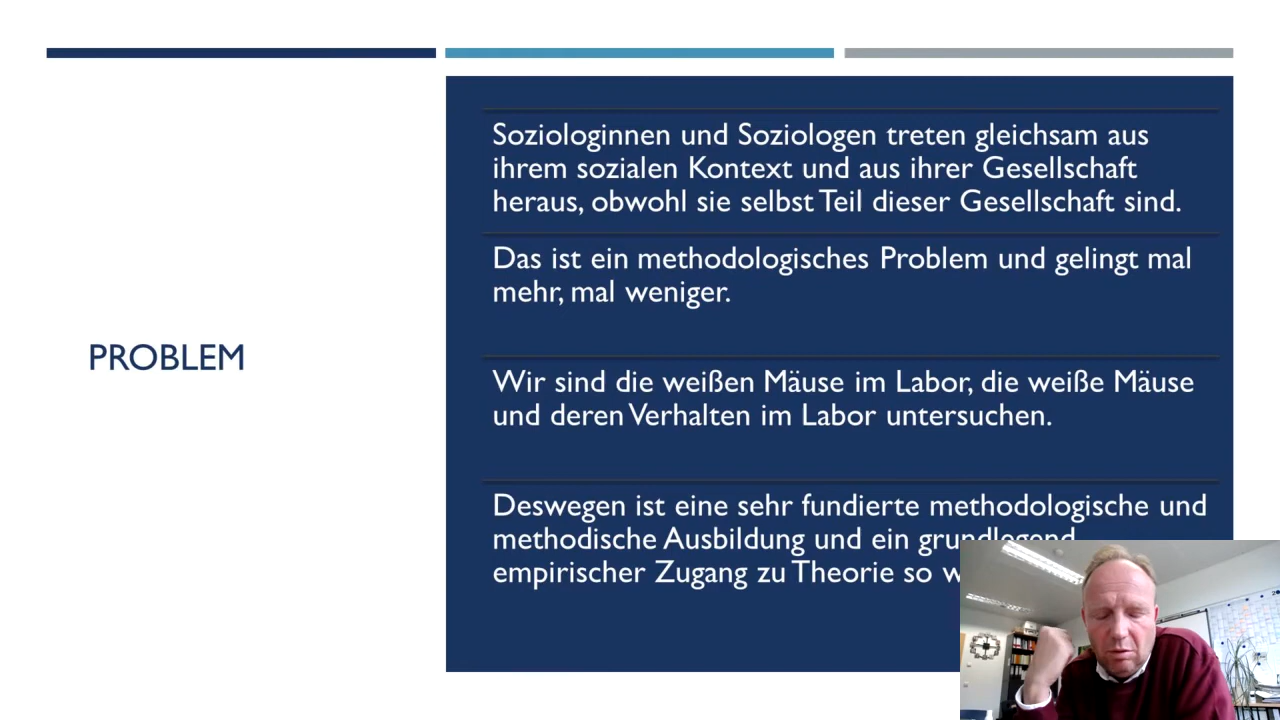 PROBLEM
Soziologinnen und Soziologen treten gleichsam aus
ihrem sozialen Kontext und aus ihrer Gesellschaft
heraus, obwohl sie selbst Teil dieser Gesellschaft sind.
Das ist ein methodologisches Problem und gelingt mal
mehr, mal weniger.
Wir sind die weißen Mäuse im Labor, die weiße Mäuse
und deren Verhalten im Labor untersuchen.
Deswegen ist eine sehr fundierte methodologische und
methodische Ausbildung und ein grundlegend
empirischer Zugang zu Theorie so